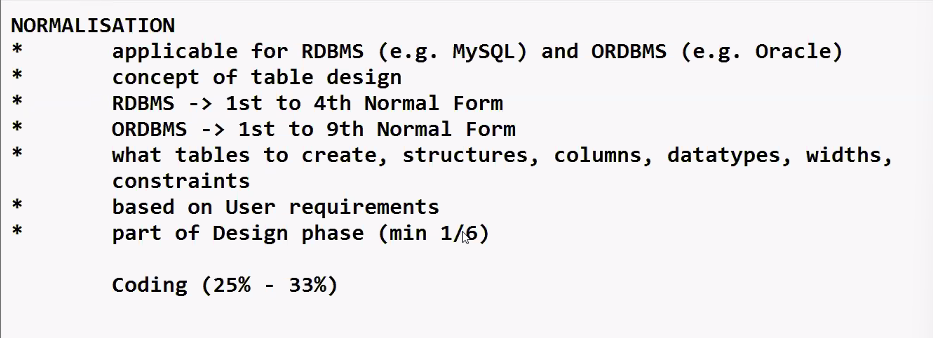 NORMALISATION
* applicable for RDBMS (e.g. MySQL) and ORDBMS (e.g. Oracle)
* concept of table design
* RDBMS -> 1st to 4th Normal Form
* ORDBMS -> 1st to 9th Normal Form
* what tables to create, structures, columns, datatypes, widths,
constraints
* based on User requirements
* part of Design phase (min 1/6)
Coding (25% - 33%)